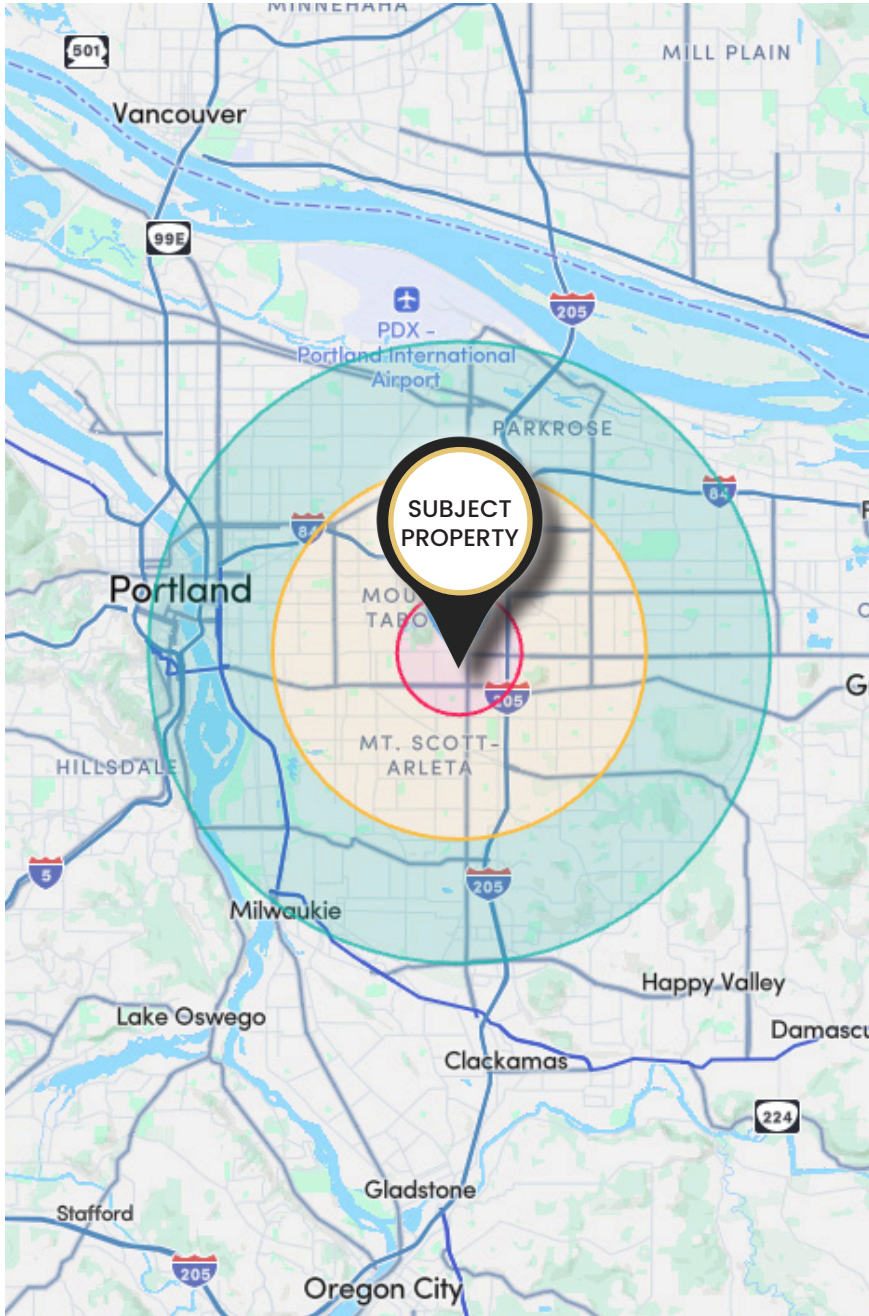 MINNEHAHA
501
MILL PLAIN
Vancouver
99E
205
PDX -
Portland International
Airport
PARKROSE
84
SUBJECT
PROPERTY
84
Portland
MOU
TABO
205
G
MT. SCOTT-
ARLETA
HILLSDALE
5
205
Milwaukie
Happy Valley
Lake Oswego
Damascu
Clackamas
224
Gladstone
Stafford
205
Oregon City